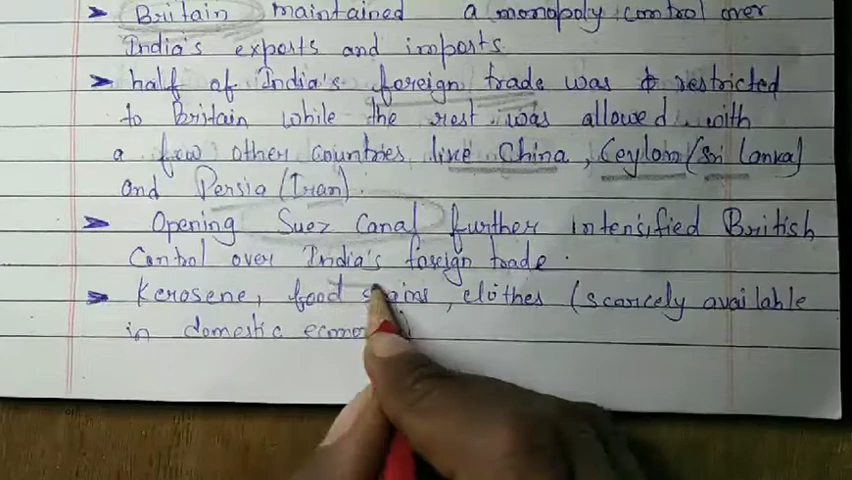 ➤ Britain maintained a monopoly control over
India's exports and imports
➤ half of India's foreign trade was restricted
to Britain while the rest was allowed with
a few other countries like China, Ceylon (Sri Lanka)
and Persia (Iran).
➤ Opening Suez Canal further intensified British
Control over India's foreign trade.
➤ Kerosene, food clothes (scarcely available
in domestic